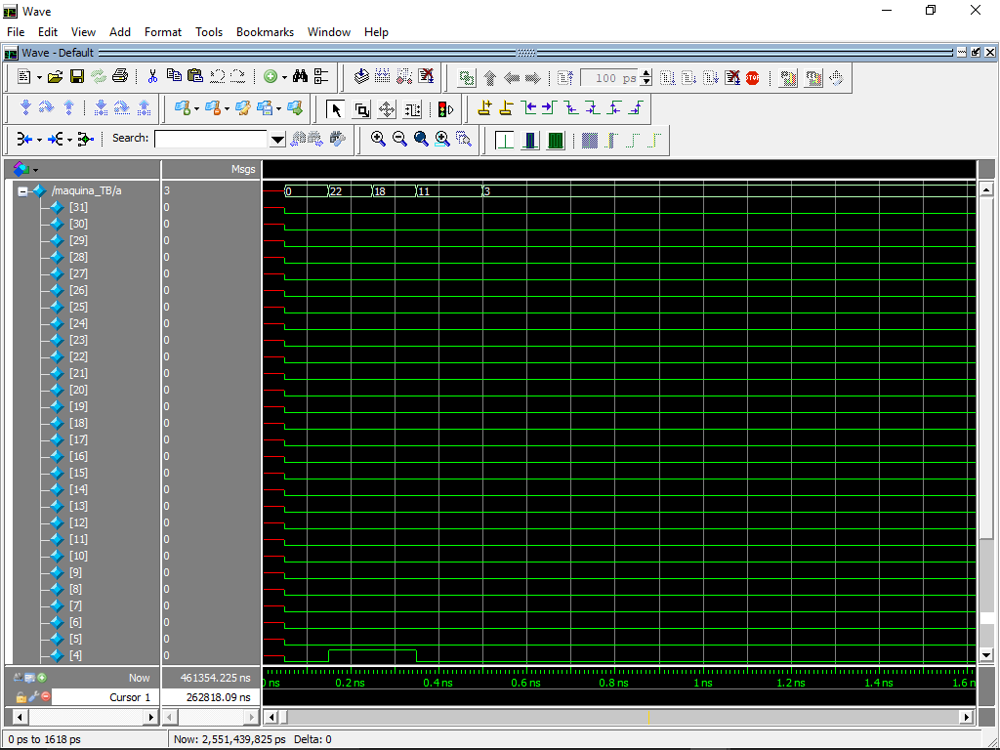 Wave
File Edit View Add Format Tools Bookmarks Window Help
Wave - Default
100 ps
STOP
Search:
Msgs
/maquina_TB/a 3 0 22 18 11 3
[31] 0
[30] 0
[29] 0
[28] 0
[27] 0
[26] 0
[25] 0
[24] 0
[23] 0
[22] 0
[21] 0
[20] 0
[19] 0
[18] 0
[17] 0
[16] 0
[15] 0
[14] 0
[13] 0
[12] 0
[11] 0
[10] 0
[9] 0
[8] 0
[7] 0
[6] 0
[5] 0
[4] 0
Now 461354.225 ns ns 0.2 ns 0.4 ns 0.6 ns 0.8 ns 1 ns 1.2 ns 1.4 ns 1.6 n
Cursor 1 262818.09 ns
0 ps to 1618 ps Now: 2,551,439,825 ps Delta: 0